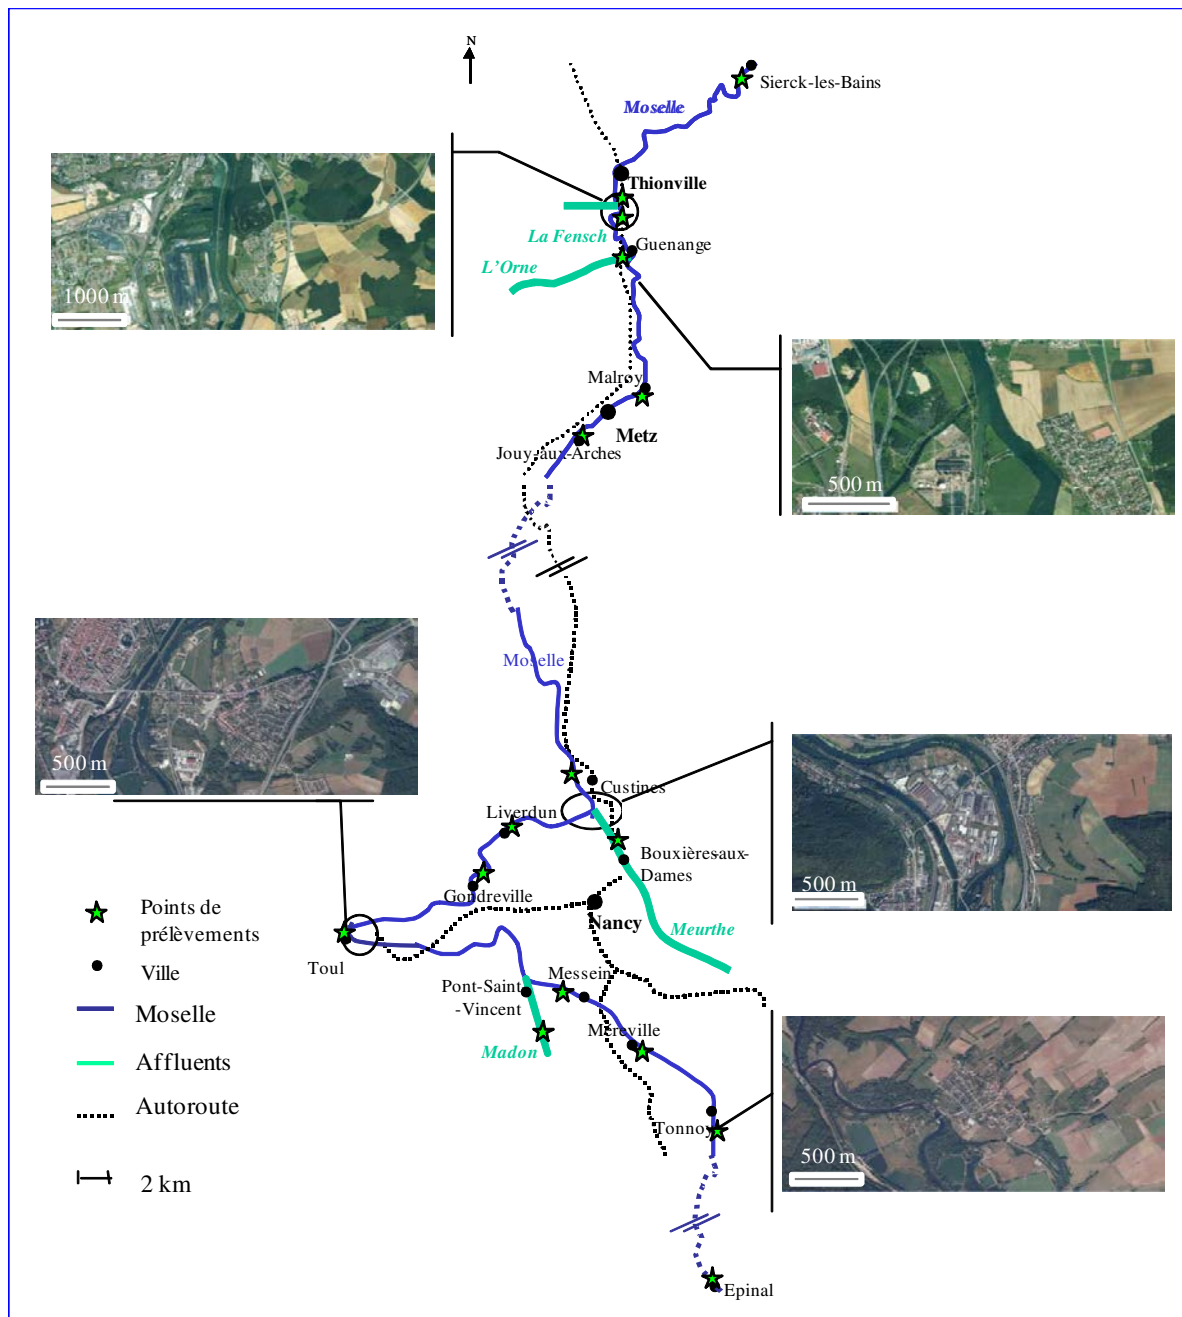 N
Sierck-les-Bains
Moselle
Thionville
La Fensch
Guenange
L'Orne
1000 m
Malroy
Metz
Jouy-aux-Arches
500 m
Moselle
500 m
Custines
Liverdun
Bouxières-aux-
Dames
500 m
Gondreville
Nancy
Meurthe
Toul
Messein
Pont-Saint
-Vincent
Méreville
Madon
Tonnoy
500 m
Epinal
Points de
prélèvements
Ville
Moselle
Affluents
Autoroute
2 km